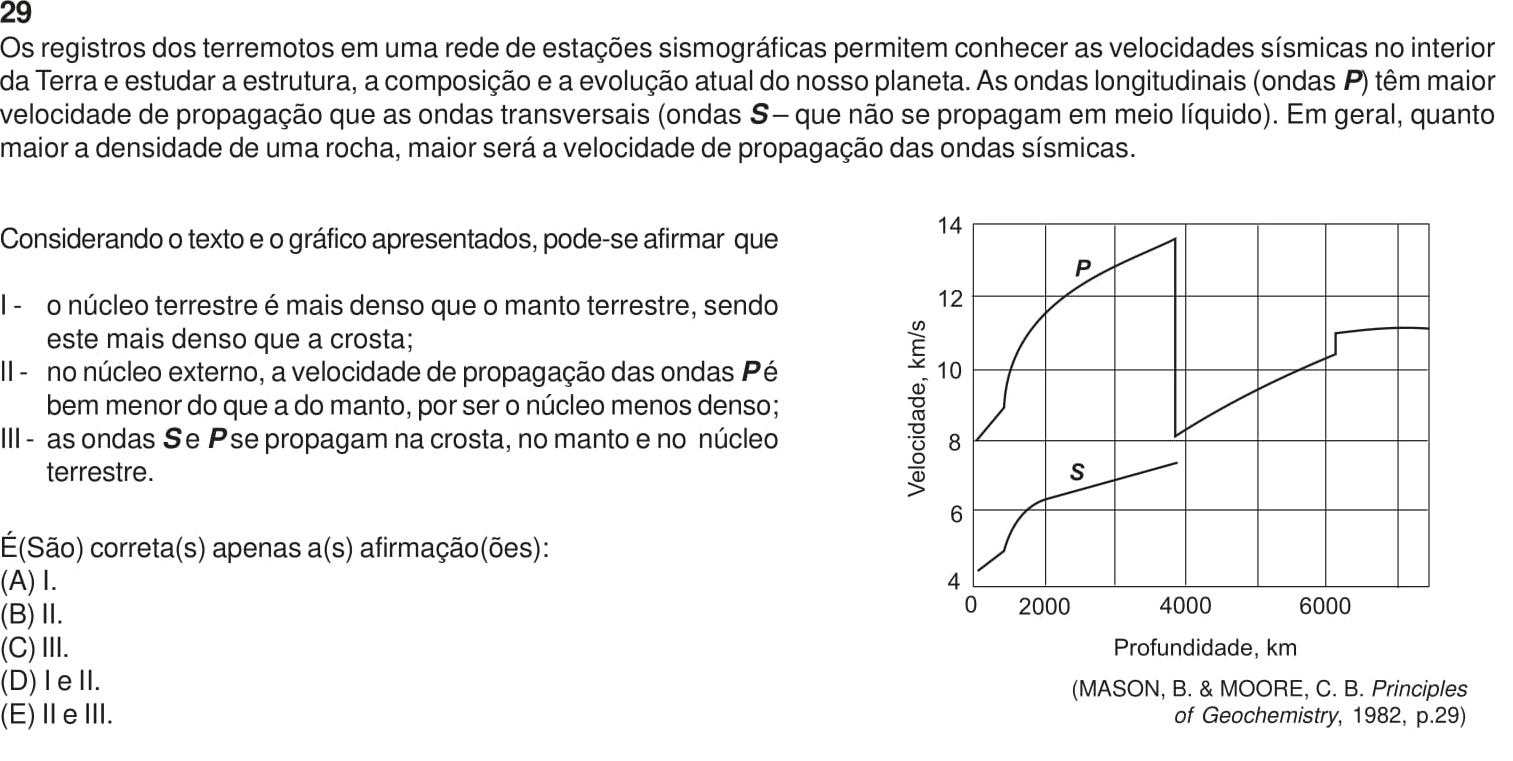 29
Os registros dos terremotos em uma rede de estações sismográficas permitem conhecer as velocidades sísmicas no interior
da Terra e estudar a estrutura, a composição e a evolução atual do nosso planeta. As ondas longitudinais (ondas P) têm maior
velocidade de propagação que as ondas transversais (ondas S – que não se propagam em meio líquido). Em geral, quanto
maior a densidade de uma rocha, maior será a velocidade de propagação das ondas sísmicas.
Considerando o texto e o gráfico apresentados, pode-se afirmar que
I - o núcleo terrestre é mais denso que o manto terrestre, sendo
este mais denso que a crosta;
II - no núcleo externo, a velocidade de propagação das ondas P é
bem menor do que a do manto, por ser o núcleo menos denso;
III - as ondas S e P se propagam na crosta, no manto e no núcleo
terrestre.
É(São) correta(s) apenas a(s) afirmação(ões):
(A) I.
(B) II.
(C) III.
(D) I e II.
(E) II e III.
14
12
10
8
6
4
Velocidade, km/s
P
S
0 2000 4000 6000
Profundidade, km
(MASON, B. & MOORE, C. B. Principles
of Geochemistry, 1982, p.29)